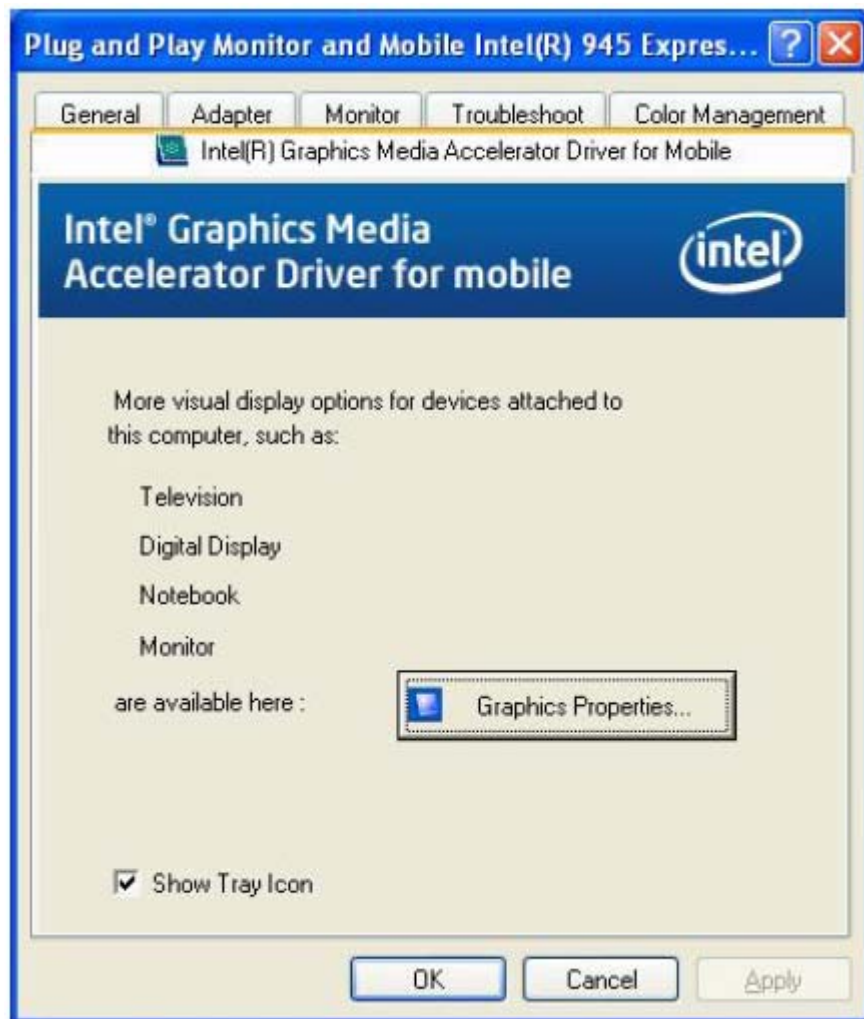 Plug and Play Monitor and Mobile Intel(R) 945 Expres... ?
General Adapter Monitor Troubleshoot Color Management
Intel(R) Graphics Media Accelerator Driver for Mobile
Intel® Graphics Media
Accelerator Driver for mobile
intel
More visual display options for devices attached to
this computer, such as:
Television
Digital Display
Notebook
Monitor
are available here :
Graphics Properties...
Show Tray Icon
OK Cancel Apply